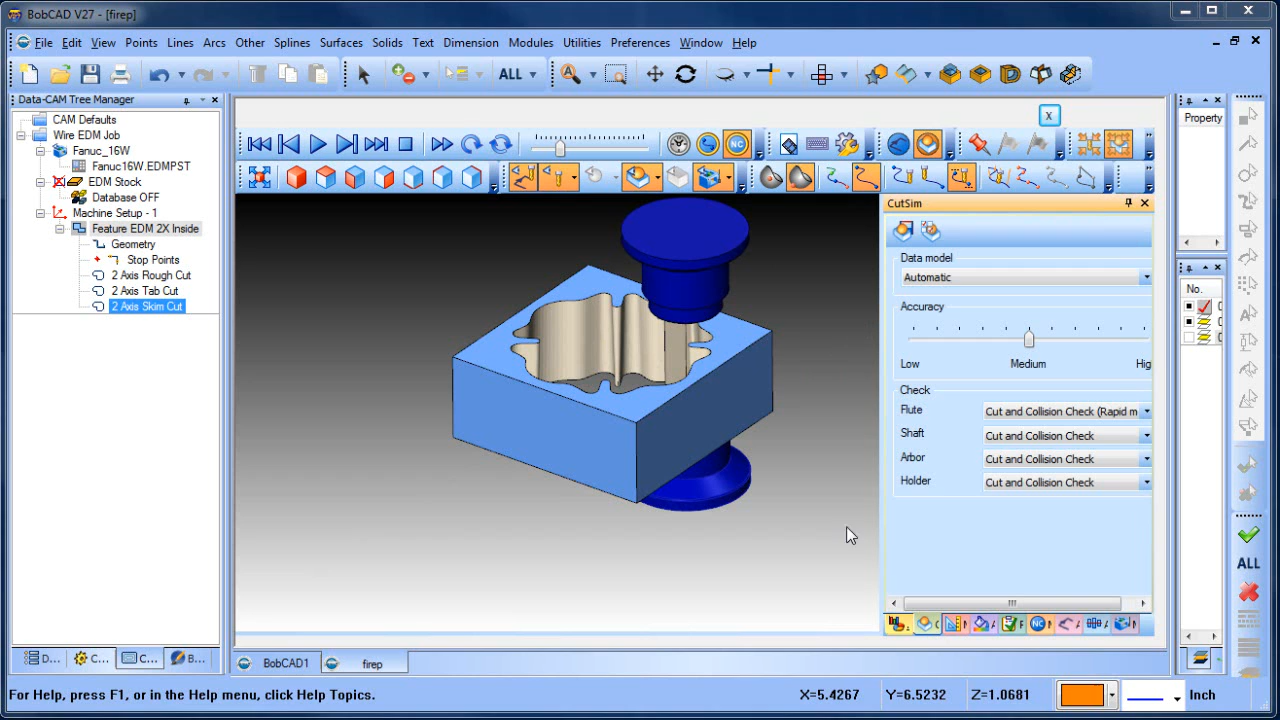 BobCAD V27 - [firep]
File Edit View Points Lines Arcs Other Splines Surfaces Solids Text Dimension Modules Utilities Preferences Window Help
ALL
Data-CAM Tree Manager
CAM Defaults
Wire EDM Job
Fanuc_16W
Fanuc16W.EDMPST
EDM Stock
Database OFF
Machine Setup - 1
Feature EDM 2X Inside
Geometry
Stop Points
2 Axis Rough Cut
2 Axis Tab Cut
2 Axis Skim Cut
D... C... C... B...
X
NC
CutSim
Data model
Automatic
Accuracy
Low Medium Hig
Check
Flute Cut and Collision Check (Rapid m
Shaft Cut and Collision Check
Arbor Cut and Collision Check
Holder Cut and Collision Check
NC
Property
No.
ALL
BobCAD1 firep
For Help, press F1, or in the Help menu, click Help Topics. X=5.4267 Y=6.5232 Z=1.0681 Inch